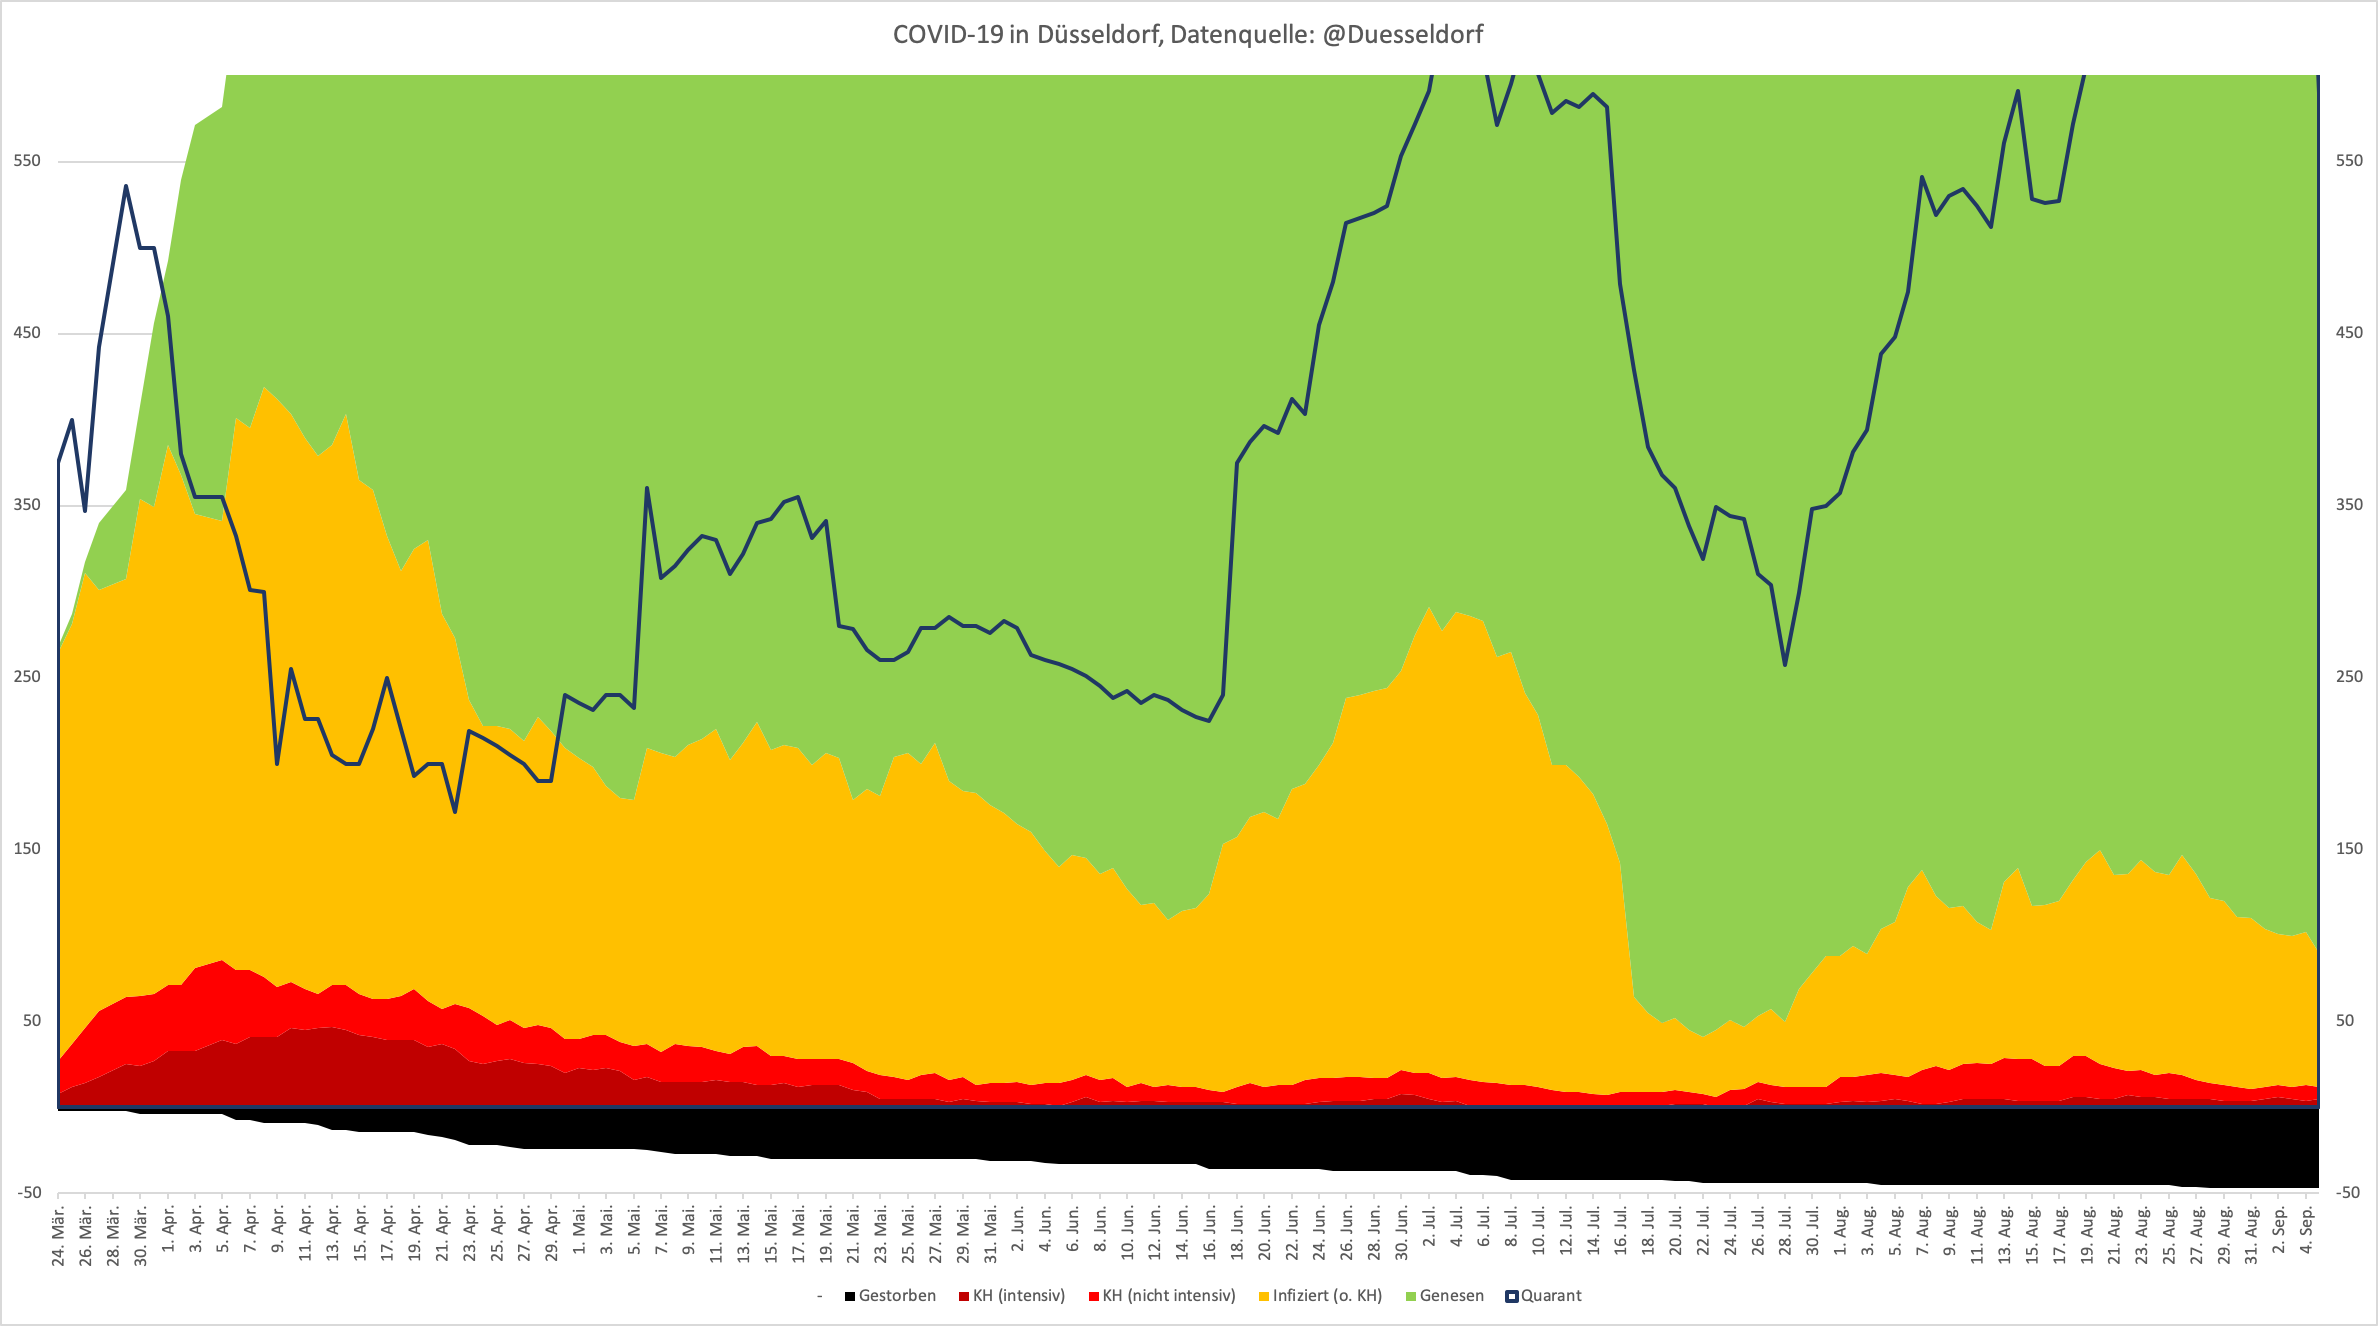 COVID-19 in Düsseldorf, Datenquelle: @Duesseldorf
550 550
450 450
350 350
250 250
150 150
50 50
-50 -50
24. Mär.
26. Mär.
28. Mär.
30. Mär.
1. Apr.
3. Apr.
5. Apr.
7. Apr.
9. Apr.
11. Apr.
13. Apr.
15. Apr.
17. Apr.
19. Apr.
21. Apr.
23. Apr.
25. Apr.
27. Apr.
29. Apr.
1. Mai.
3. Mai.
5. Mai.
7. Mai.
9. Mai.
11. Mai.
13. Mai.
15. Mai.
17. Mai.
19. Mai.
21. Mai.
23. Mai.
25. Mai.
27. Mai.
29. Mai.
31. Mai.
2. Jun.
4. Jun.
6. Jun.
8. Jun.
10. Jun.
12. Jun.
14. Jun.
16. Jun.
18. Jun.
20. Jun.
22. Jun.
24. Jun.
26. Jun.
28. Jun.
30. Jun.
2. Jul.
4. Jul.
6. Jul.
8. Jul.
10. Jul.
12. Jul.
14. Jul.
16. Jul.
18. Jul.
20. Jul.
22. Jul.
24. Jul.
26. Jul.
28. Jul.
30. Jul.
1. Aug.
3. Aug.
5. Aug.
7. Aug.
9. Aug.
11. Aug.
13. Aug.
15. Aug.
17. Aug.
19. Aug.
21. Aug.
23. Aug.
25. Aug.
27. Aug.
29. Aug.
31. Aug.
2. Sep.
4. Sep.
- Gestorben KH (intensiv) KH (nicht intensiv) Infiziert (o. KH) Genesen Quarant